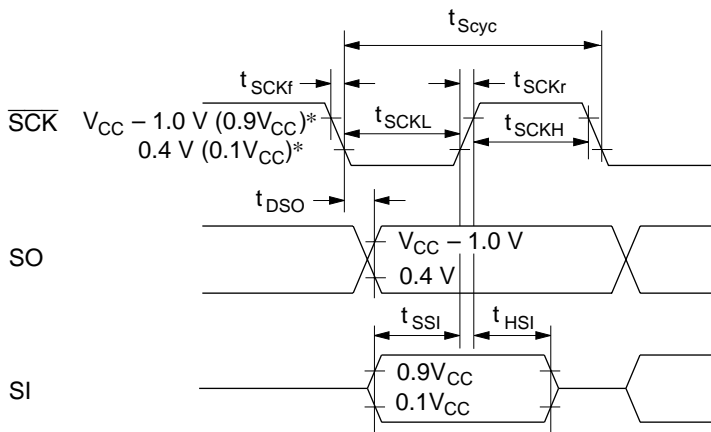 tScyc
tSCKf
tSCKr
SCK VCC – 1.0 V (0.9VCC)* tSCKL
0.4 V (0.1VCC)* tSCKH
tDSO
SO VCC – 1.0 V
0.4 V
tSSI tHSI
SI 0.9VCC
0.1VCC